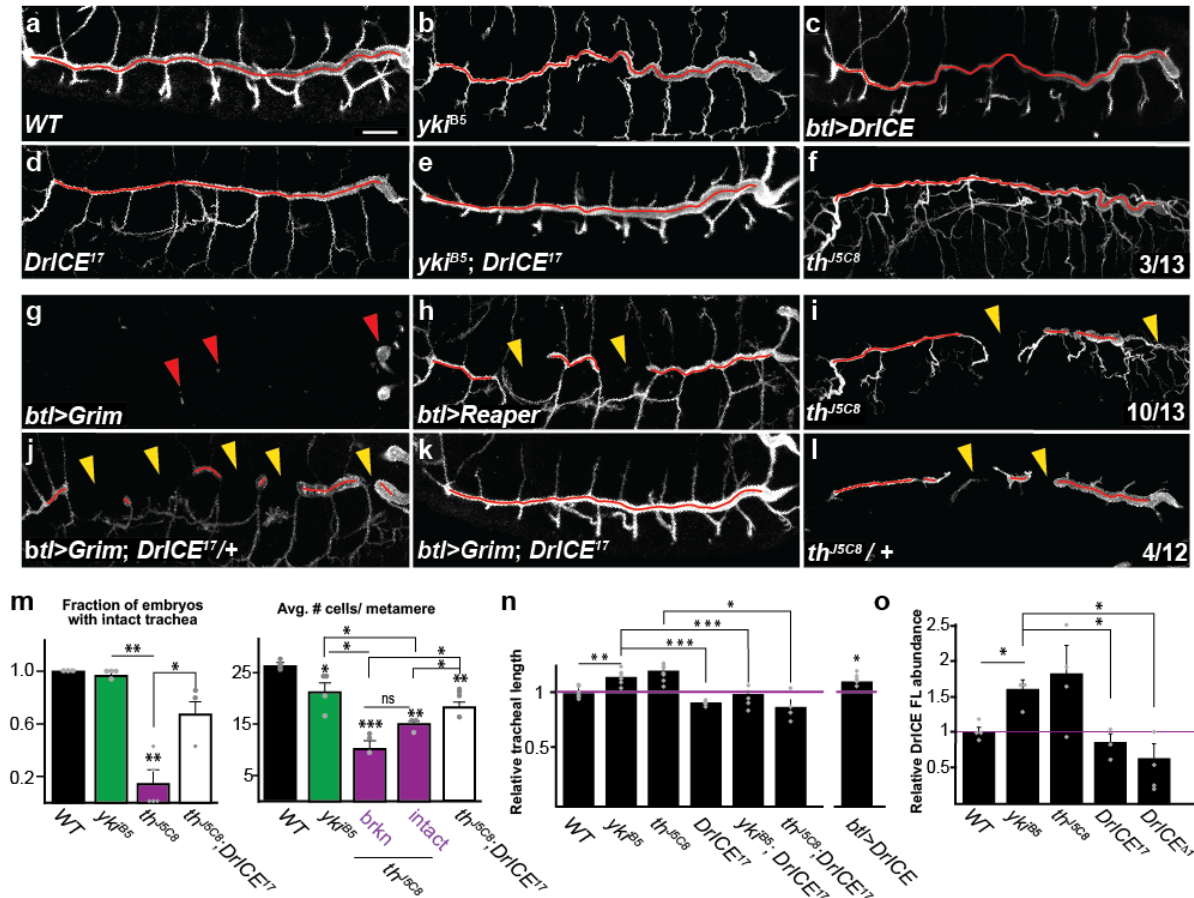 a
b
c
WT
yki^B5
btl>DrICE
d
e
f
DrICE^17
yki^B5; DrICE^17
th^J5C8
3/13
g
h
i
btl>Grim
btl>Reaper
th^J5C8
10/13
j
k
l
btl>Grim; DrICE^17/+
btl>Grim; DrICE^17
th^J5C8/ +
4/12
m
Fraction of embryos
with intact trachea
1.0
0.6
0.2
**
*
**
WT
yki^B5
th^J5C8
th^J5C8;DrICE^17
Avg. # cells/ metamere
25
15
5
*
*
*
*
*
ns
***
**
**
WT
yki^B5
brkn
intact
th^J5C8
th^J5C8;DrICE^17
n
Relative tracheal length
1
0.5
**
***
***
*
*
WT
yki^B5
th^J5C8
DrICE^17
yki^B5; DrICE^17
th^J5C8;DrICE^17
btl>DrICE
o
Relative DrICE FL abundance
2.5
2
1.5
1
0.5
*
*
*
WT
yki^B5
th^J5C8
DrICE^17